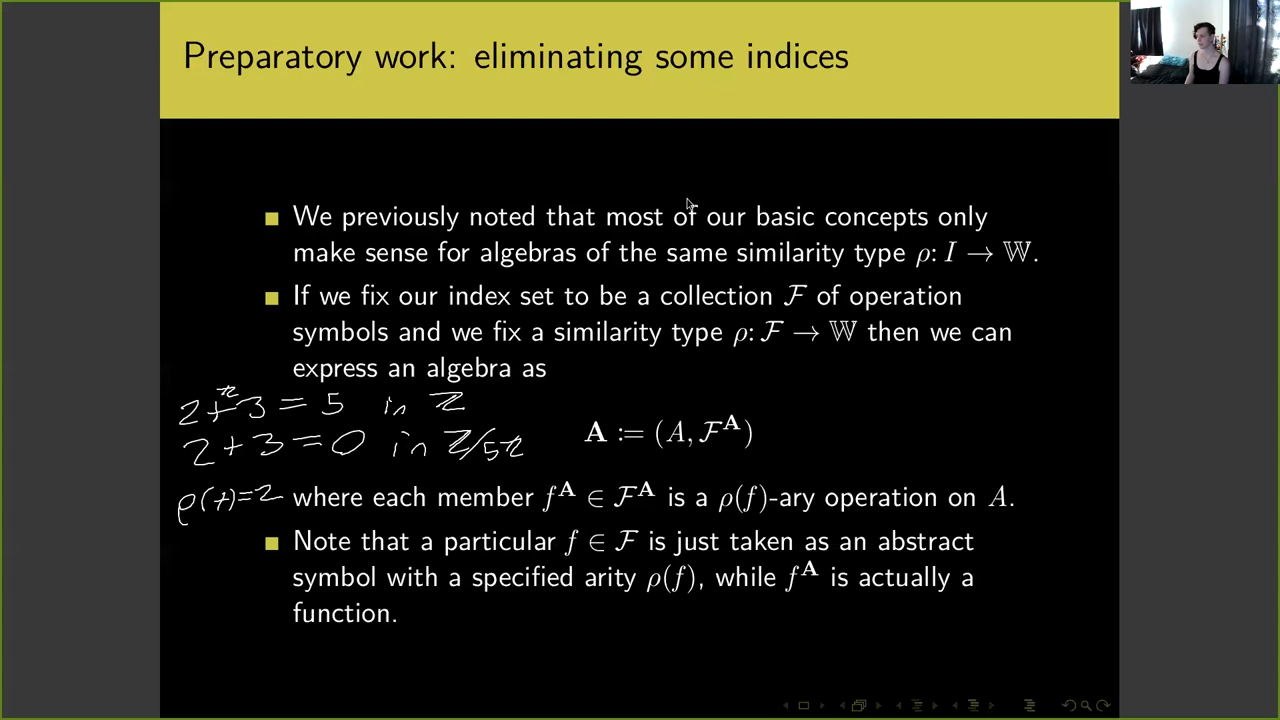 Preparatory work: eliminating some indices
We previously noted that most of our basic concepts only
make sense for algebras of the same similarity type ρ: I → 𝕎.
If we fix our index set to be a collection ℱ of operation
symbols and we fix a similarity type ρ: ℱ → 𝕎 then we can
express an algebra as
2 +^ℤ 3 = 5 in ℤ
2 + 3 = 0 in ℤ/5ℤ
𝐀 ≔ (A, ℱ^𝐀)
ρ(+)=2
where each member f^𝐀 ∈ ℱ^𝐀 is a ρ(f)-ary operation on A.
Note that a particular f ∈ ℱ is just taken as an abstract
symbol with a specified arity ρ(f), while f^𝐀 is actually a
function.